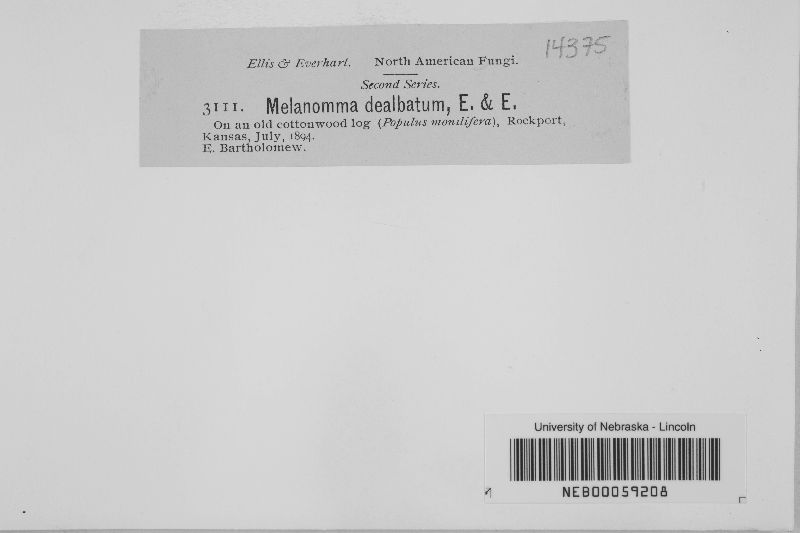 14375
Ellis & Everhart. North American Fungi.
Second Series.
3111. Melanomma dealbatum, E. & E.
On an old cottonwood log (Populus monilifera), Rockport,
Kansas, July, 1894.
E. Bartholomew.
University of Nebraska - Lincoln
NEB00059208